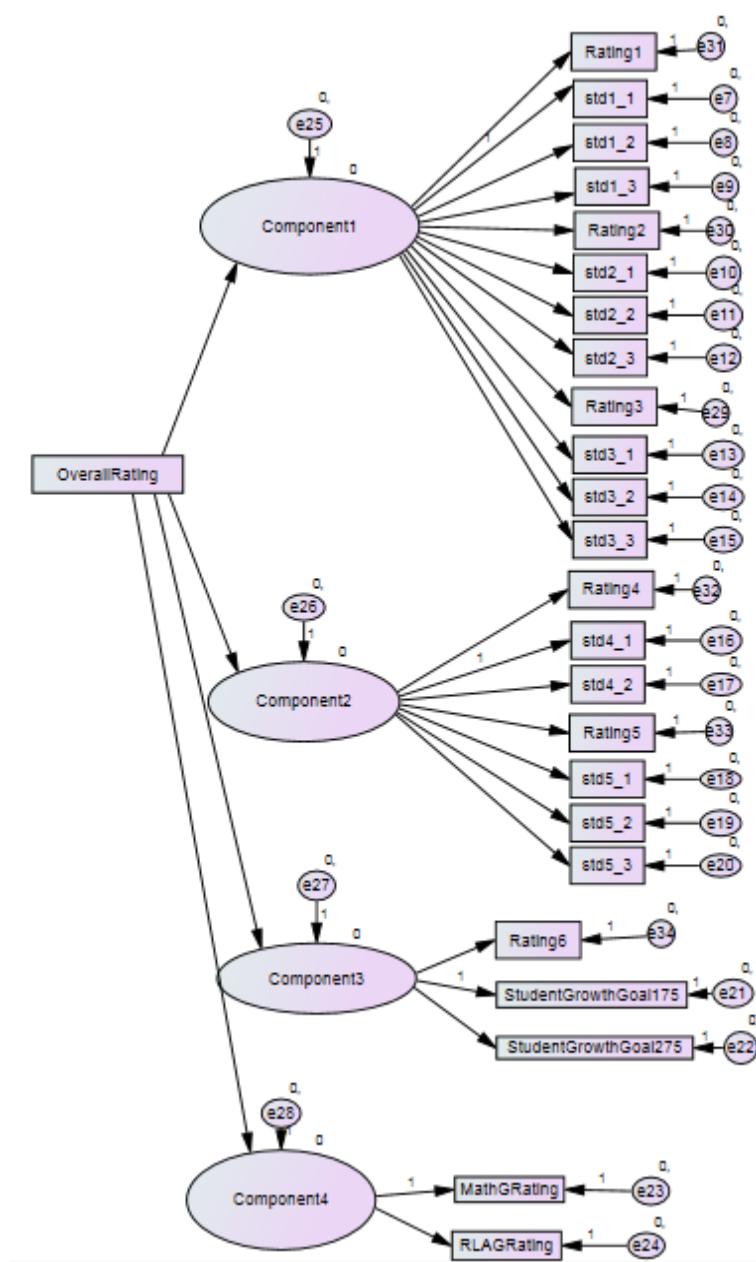 0,
Rating1 1 e31
0,
0,
e25
1
0
1
std1_1 1 e7
0,
std1_2 1 e8
0,
std1_3 1 e9
0,
Component1
Rating2 1 e30
0,
std2_1 1 e10
0,
std2_2 1 e11
0,
std2_3 1 e12
0,
Rating3 1 e29
0,
std3_1 1 e13
0,
OverallRating
std3_2 1 e14
0,
std3_3 1 e15
0,
Rating4 1 e32
0,
0,
e26
1
0
1
std4_1 1 e16
0,
std4_2 1 e17
0,
Component2
Rating5 1 e33
0,
std5_1 1 e18
0,
std5_2 1 e19
0,
std5_3 1 e20
0,
0,
e27
1
0
Rating6 1 e34
0,
Component3
1
StudentGrowthGoal175 1 e21
0,
StudentGrowthGoal275 1 e22
0,
e28
1
0
0,
Component4
1
MathGRating 1 e23
0,
RLAGRating 1 e24